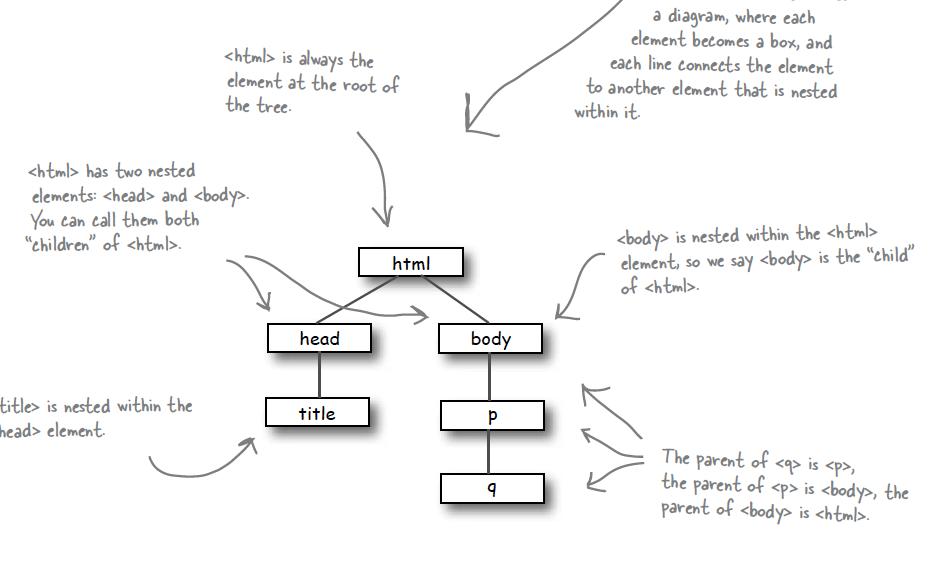 a diagram, where each
element becomes a box, and
each line connects the element
to another element that is nested
within it.
<html> is always the
element at the root of
the tree.
<html> has two nested
elements: <head> and <body>.
You can call them both
“children” of <html>.
<body> is nested within the <html>
element, so we say <body> is the “child”
of <html>.
html
head
body
title
p
q
title> is nested within the
head> element.
The parent of <q> is <p>,
the parent of <p> is <body>, the
parent of <body> is <html>.